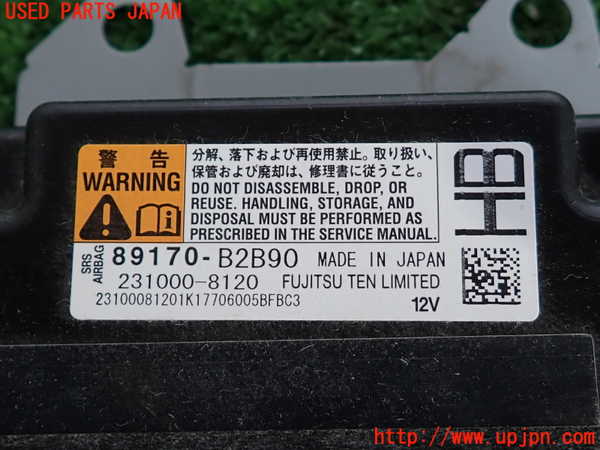 USED PARTS JAPAN
警告
WARNING
分解、落下および再使用禁止。取り扱い、
保管および廃却は、修理書に従うこと。
DO NOT DISASSEMBLE, DROP, OR
REUSE. HANDLING, STORAGE, AND
DISPOSAL MUST BE PERFORMED AS
PRESCRIBED IN THE SERVICE MANUAL.
HB
SRS
AIRBAG
89170-B2B90 MADE IN JAPAN
231000-8120 FUJITSU TEN LIMITED
23100081201K17706005BFBC3 12V
http://www.upjpn.com